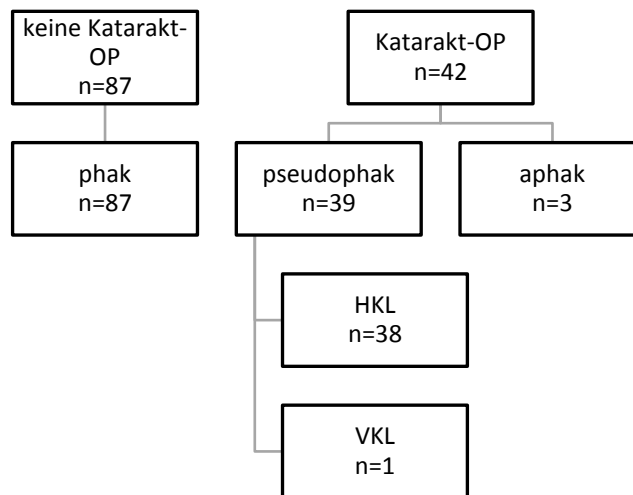 keine Katarakt-
OP
n=87
Katarakt-OP
n=42
phak
n=87
pseudophak
n=39
aphak
n=3
HKL
n=38
VKL
n=1